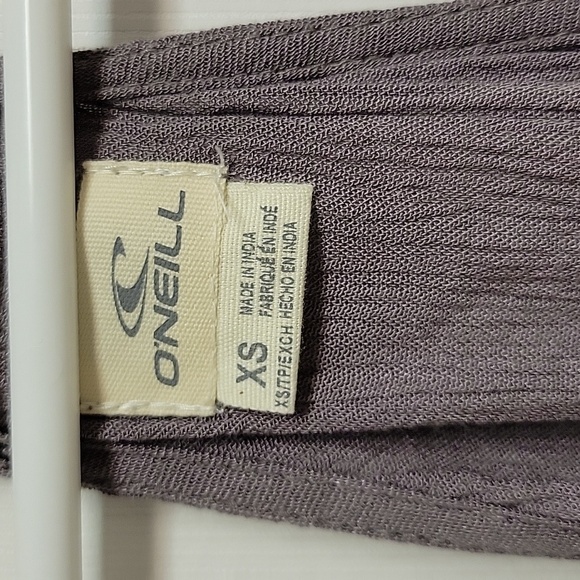 O'NEILL
XS
MADE IN INDIA
FABRIQUÉ EN INDE
XS/TP/EXCH HECHO EN INDIA